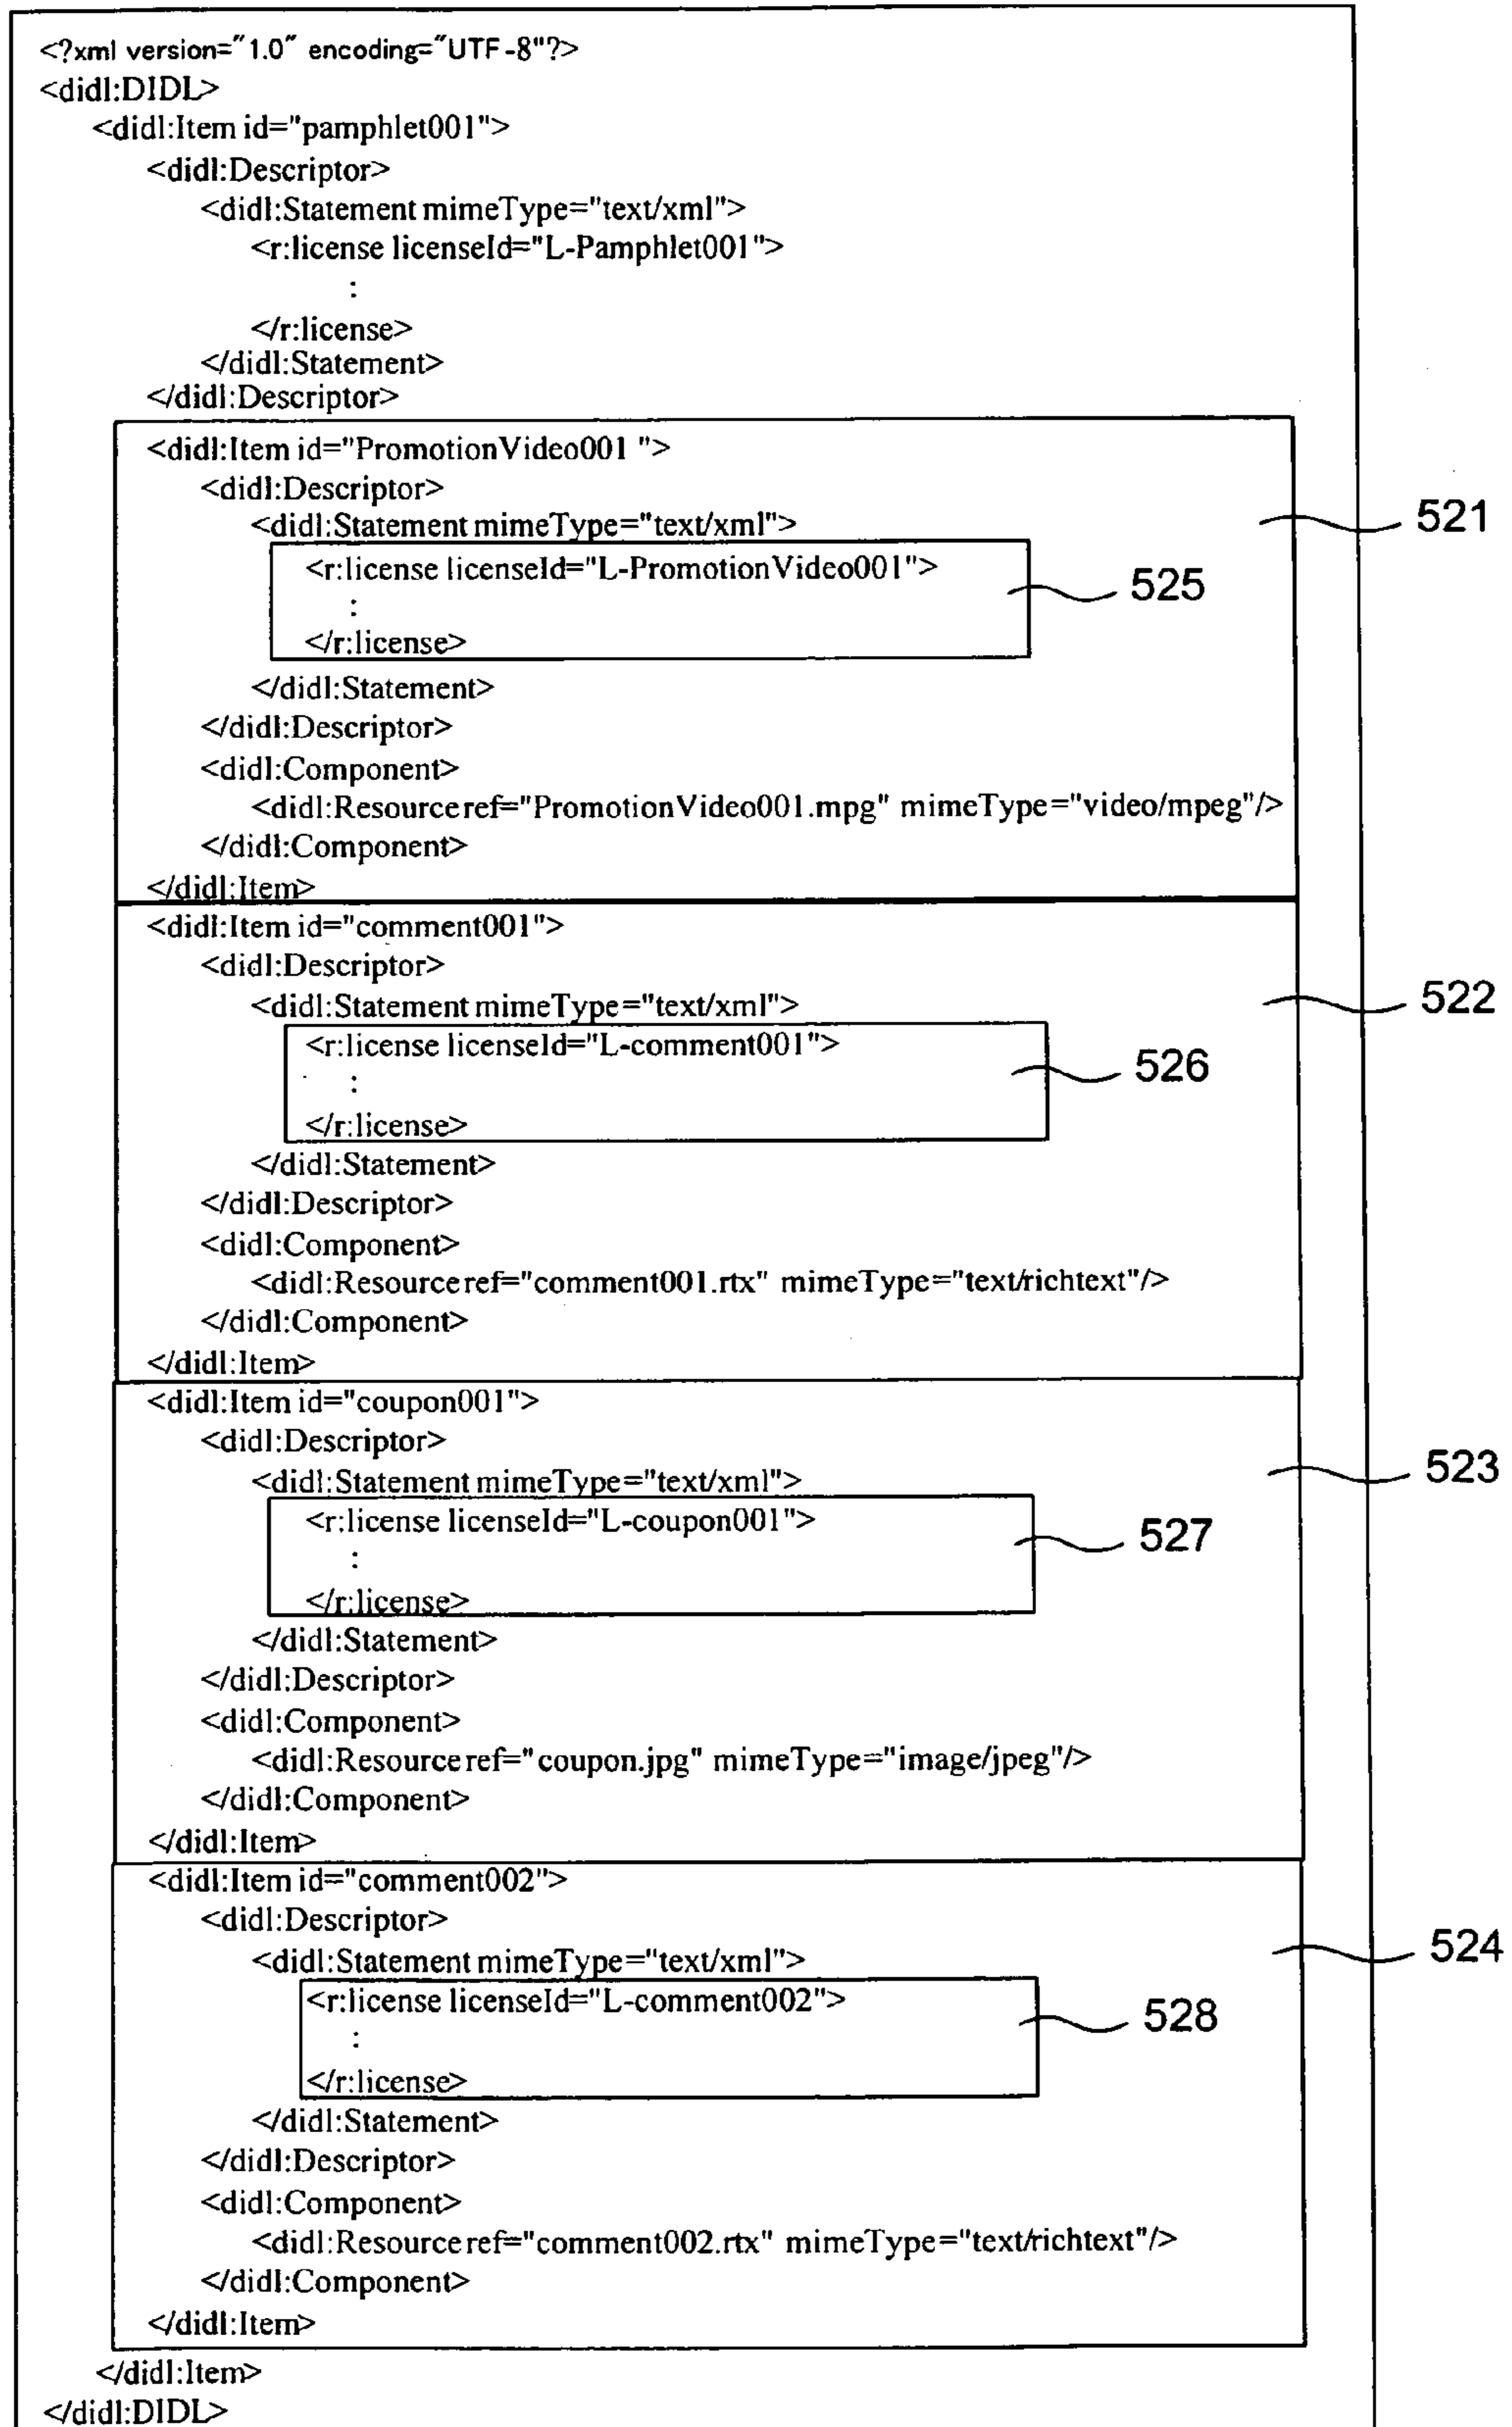 <?xml version="1.0" encoding="UTF-8"?>
<didl:DIDL>
<didl:Item id="pamphlet001">
<didl:Descriptor>
<didl:Statement mimeType="text/xml">
<r:license licenseId="L-Pamphlet001">
:
</r:license>
</didl:Statement>
</didl:Descriptor>
<didl:Item id="PromotionVideo001 ">
<didl:Descriptor>
<didl:Statement mimeType="text/xml">
521
<r:license licenseId="L-PromotionVideo001">
525
:
</r:license>
</didl:Statement>
</didl:Descriptor>
<didl:Component>
<didl:Resource ref="PromotionVideo001.mpg" mimeType="video/mpeg"/>
</didl:Component>
</didl:Item>
<didl:Item id="comment001">
<didl:Descriptor>
<didl:Statement mimeType="text/xml">
522
<r:license licenseId="L-comment001">
526
:
</r:license>
</didl:Statement>
</didl:Descriptor>
<didl:Component>
<didl:Resource ref="comment001.rtx" mimeType="text/richtext"/>
</didl:Component>
</didl:Item>
<didl:Item id="coupon001">
<didl:Descriptor>
<didl:Statement mimeType="text/xml">
523
<r:license licenseId="L-coupon001">
527
:
</r:license>
</didl:Statement>
</didl:Descriptor>
<didl:Component>
<didl:Resource ref="coupon.jpg" mimeType="image/jpeg"/>
</didl:Component>
</didl:Item>
<didl:Item id="comment002">
<didl:Descriptor>
<didl:Statement mimeType="text/xml">
524
<r:license licenseId="L-comment002">
528
:
</r:license>
</didl:Statement>
</didl:Descriptor>
<didl:Component>
<didl:Resource ref="comment002.rtx" mimeType="text/richtext"/>
</didl:Component>
</didl:Item>
</didl:Item>
</didl:DIDL>